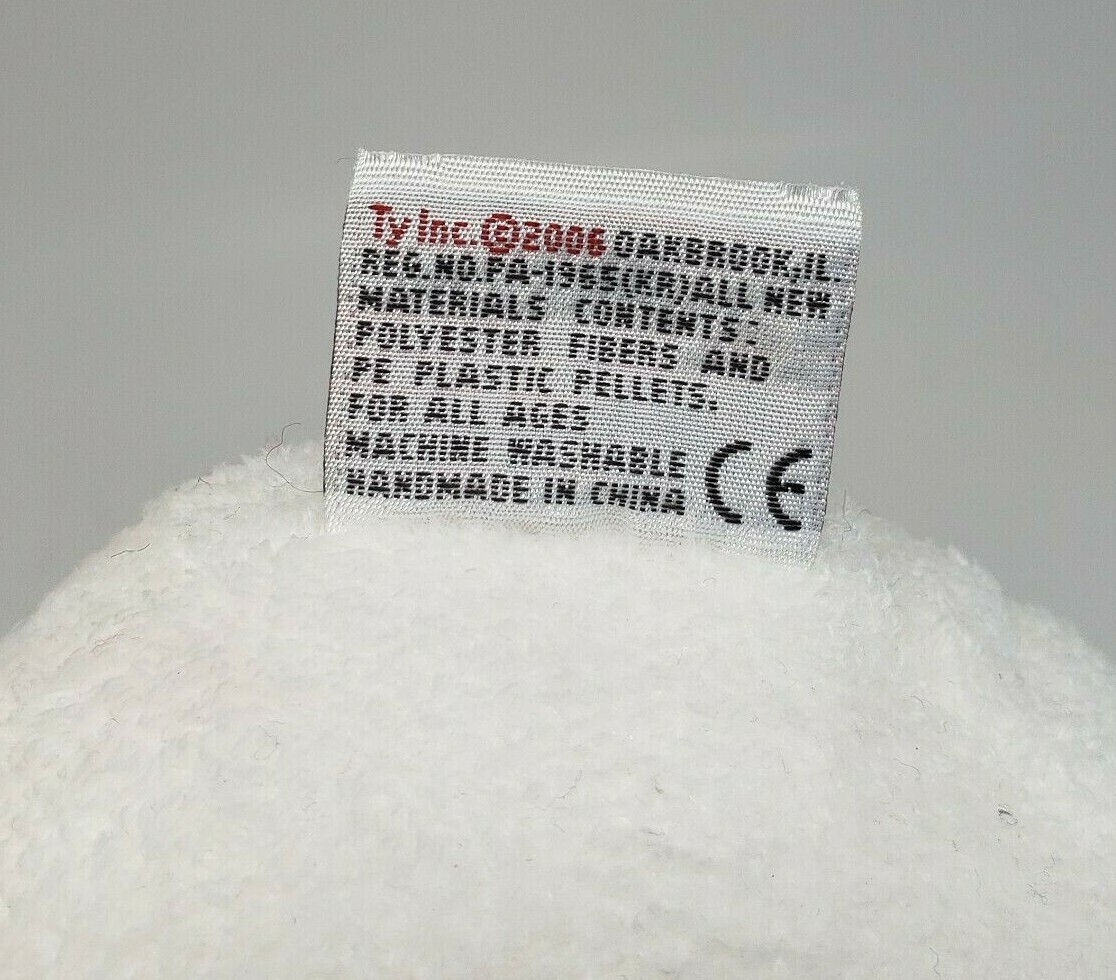 Ty Inc.©2006 OAKBROOK,IL.
REG.NO.PA-1965(KR)/ALL NEW
MATERIALS CONTENTS:
POLYESTER FIBERS AND
PE PLASTIC PELLETS.
FOR ALL AGES
MACHINE WASHABLE
HANDMADE IN CHINA CE